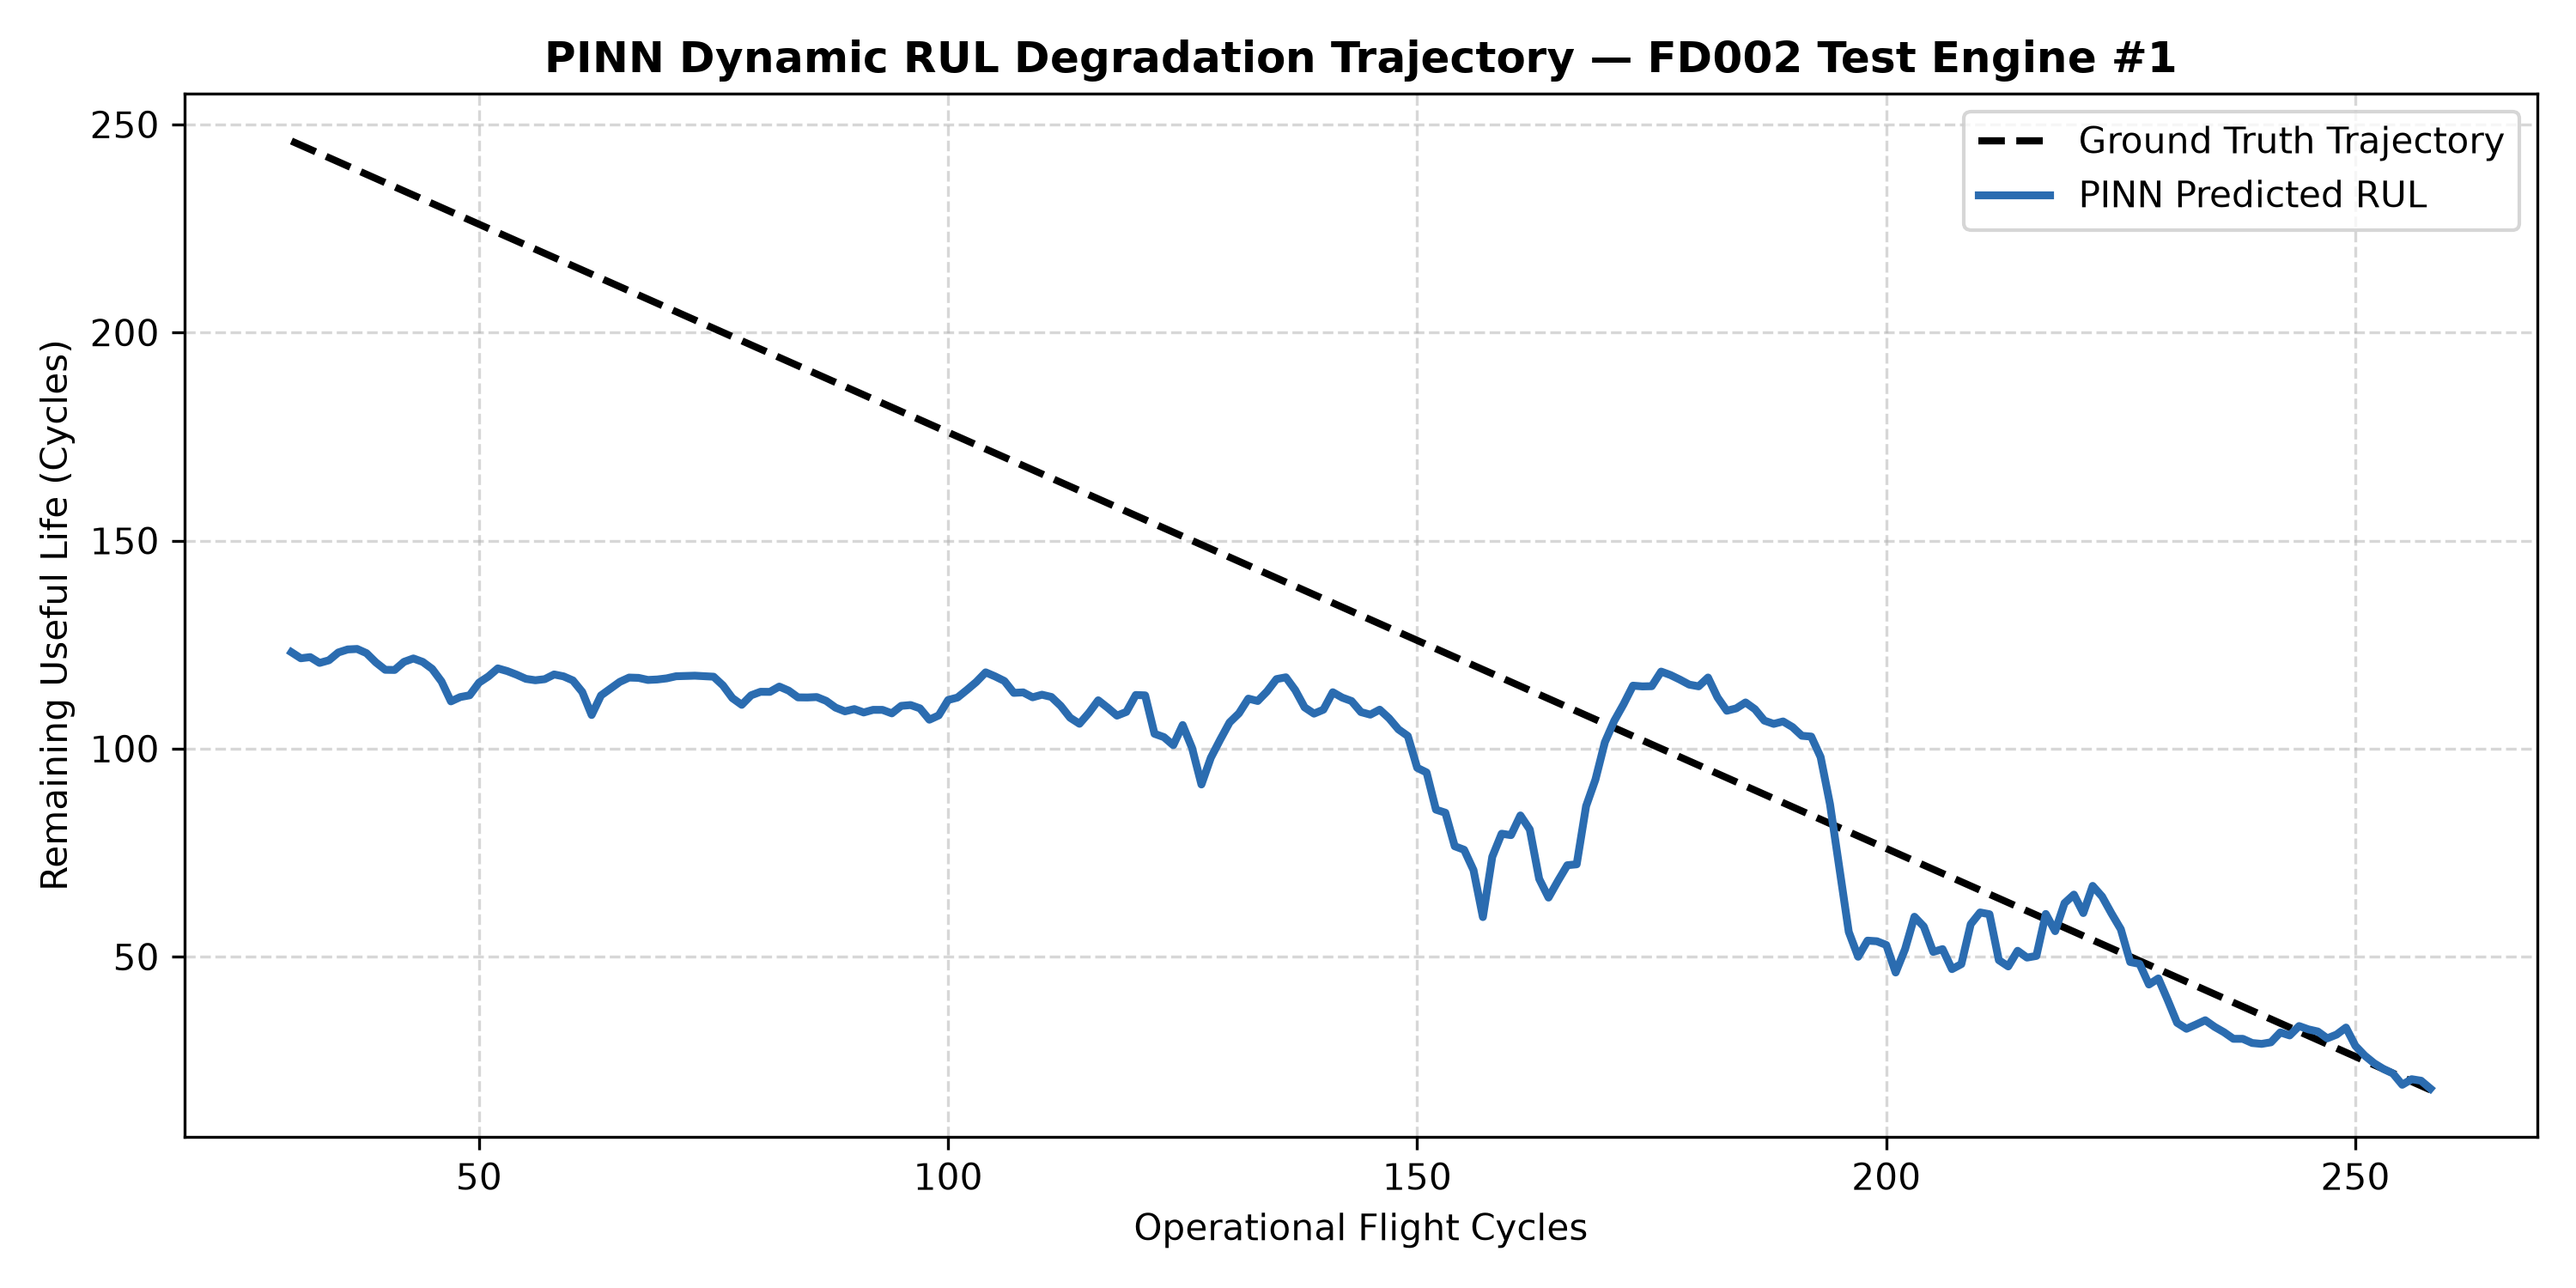 PINN Dynamic RUL Degradation Trajectory — FD002 Test Engine #1
Ground Truth Trajectory
PINN Predicted RUL
Remaining Useful Life (Cycles)
250
200
150
100
50
50 100 150 200 250
Operational Flight Cycles